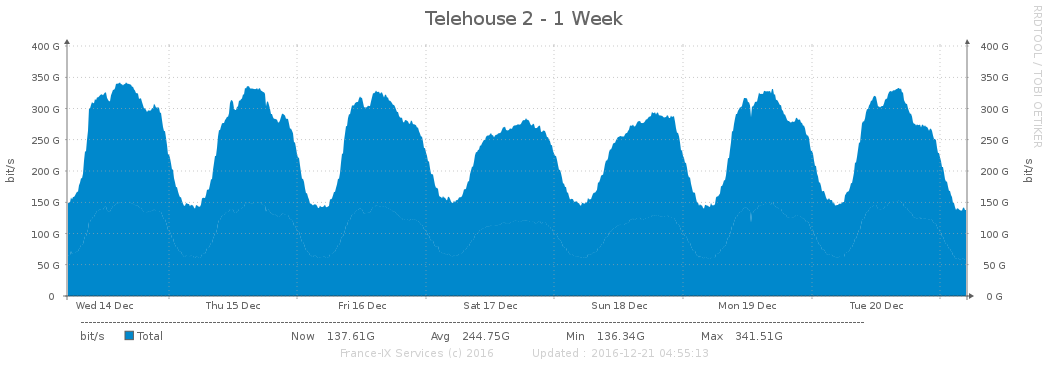 Telehouse 2 - 1 Week
RRDTOOL / TOBI OETIKER
400 G 400 G
350 G 350 G
300 G 300 G
250 G 250 G
200 G 200 G
150 G 150 G
100 G 100 G
50 G 50 G
0 0 G
bit/s bit/s
Wed 14 Dec Thu 15 Dec Fri 16 Dec Sat 17 Dec Sun 18 Dec Mon 19 Dec Tue 20 Dec
bit/s Total Now 137.61G Avg 244.75G Min 136.34G Max 341.51G
France-IX Services (c) 2016 Updated : 2016-12-21 04:55:13